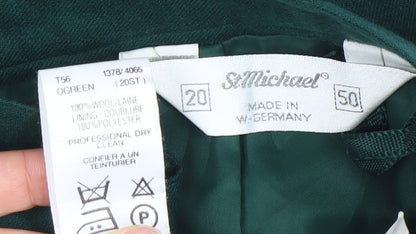 T56 1378/4065
DGREEN (20ST)
100% WOOL/LAINE
LINING - DOUBLURE
100% POLYESTER
PROFESSIONAL DRY
CLEAN
CONFIER A UN
TEINTURIER
P
St Michael®
20 MADE IN 50
W-GERMANY